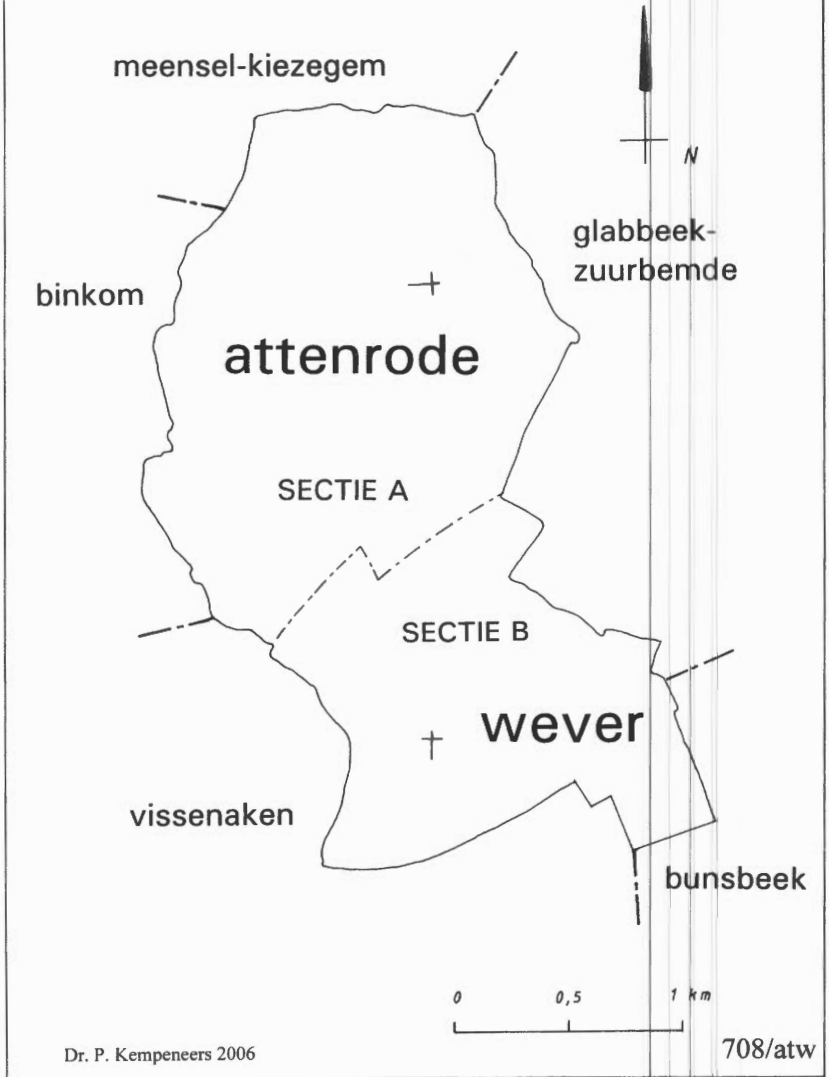 meensel-kiezegem
N
glabbeek-
zuurbemde
binkom
attenrode
SECTIE A
SECTIE B
wever
vissenaken
bunsbeek
0 0,5 1 km
Dr. P. Kempeneers 2006
708/atw